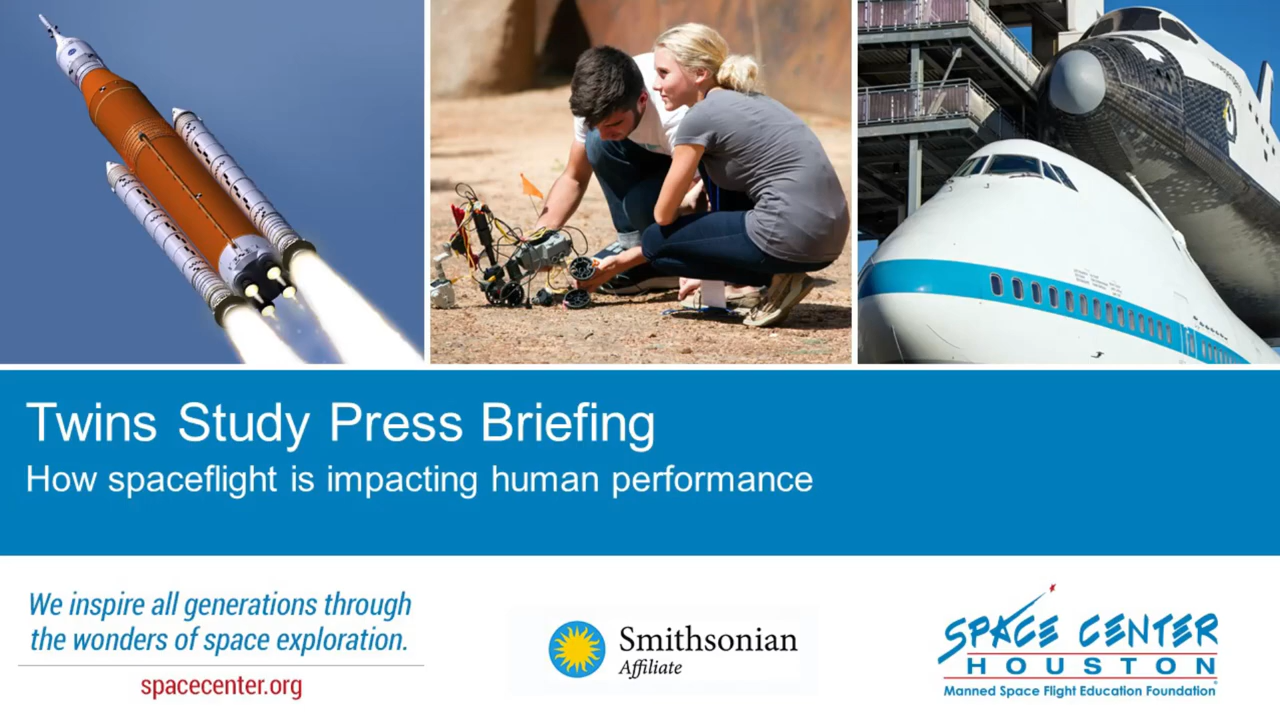 Twins Study Press Briefing
How spaceflight is impacting human performance
We inspire all generations through
the wonders of space exploration.
spacecenter.org
Smithsonian
Affiliate
SPACE CENTER
HOUSTON
Manned Space Flight Education Foundation